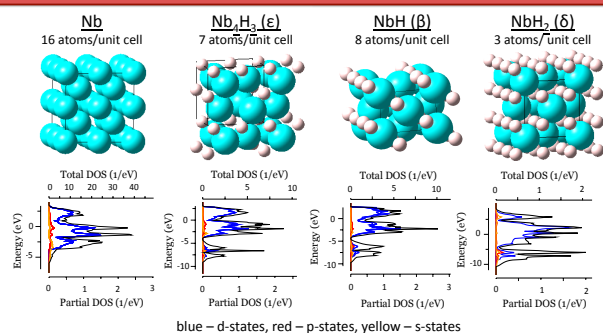 Nb Nb₄H₃ (ε) NbH (β) NbH₂ (δ)
16 atoms/unit cell 7 atoms/unit cell 8 atoms/unit cell 3 atoms/unit cell
Total DOS (1/eV) Total DOS (1/eV) Total DOS (1/eV) Total DOS (1/eV)
0 10 20 30 40 0 5 10 0 5 10 0 1 2
Energy (eV) Energy (eV) Energy (eV) Energy (eV)
0 -5
5 0 -5 -10
5 0 -5 -10
10 0 -10
0 1 2 3 0 1 2 3 0 1 2 3 0 1 2
Partial DOS (1/eV) Partial DOS (1/eV) Partial DOS (1/eV) Partial DOS (1/eV)
blue – d-states, red – p-states, yellow – s-states